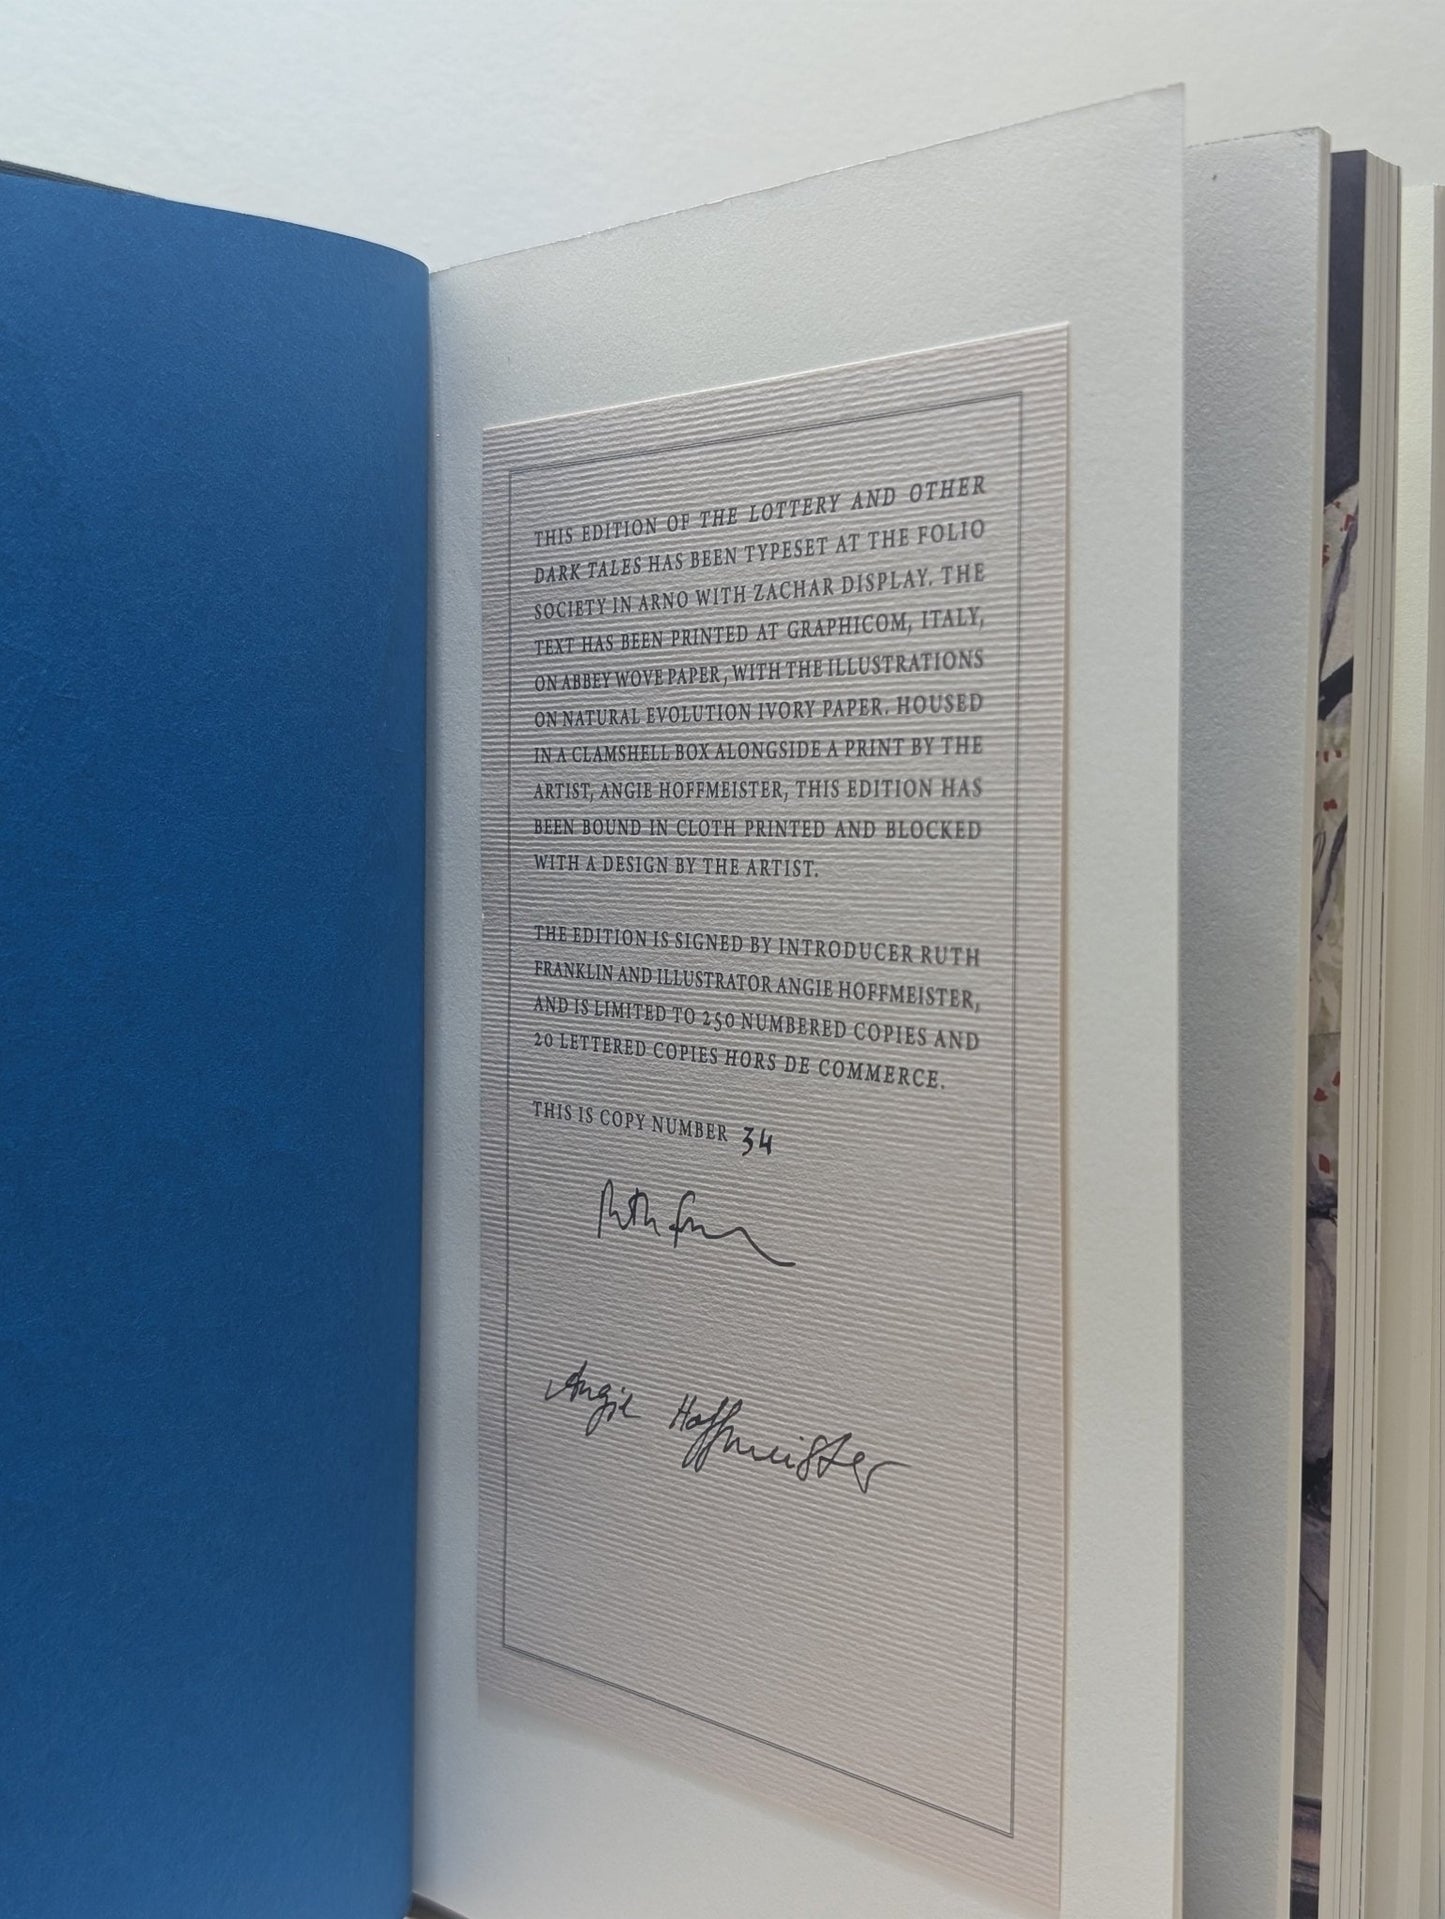 THIS EDITION OF THE LOTTERY AND OTHER
DARK TALES HAS BEEN TYPESET AT THE FOLIO
SOCIETY IN ARNO WITH ZACHAR DISPLAY. THE
TEXT HAS BEEN PRINTED AT GRAPHICOM, ITALY,
ON ABBEY WOVE PAPER, WITH THE ILLUSTRATIONS
ON NATURAL EVOLUTION IVORY PAPER. HOUSED
IN A CLAMSHELL BOX ALONGSIDE A PRINT BY THE
ARTIST, ANGIE HOFFMEISTER, THIS EDITION HAS
BEEN BOUND IN CLOTH PRINTED AND BLOCKED
WITH A DESIGN BY THE ARTIST.
THE EDITION IS SIGNED BY INTRODUCER RUTH
FRANKLIN AND ILLUSTRATOR ANGIE HOFFMEISTER,
AND IS LIMITED TO 250 NUMBERED COPIES AND
20 LETTERED COPIES HORS DE COMMERCE.
THIS IS COPY NUMBER 34
Ruth
Angie Hoffmeister